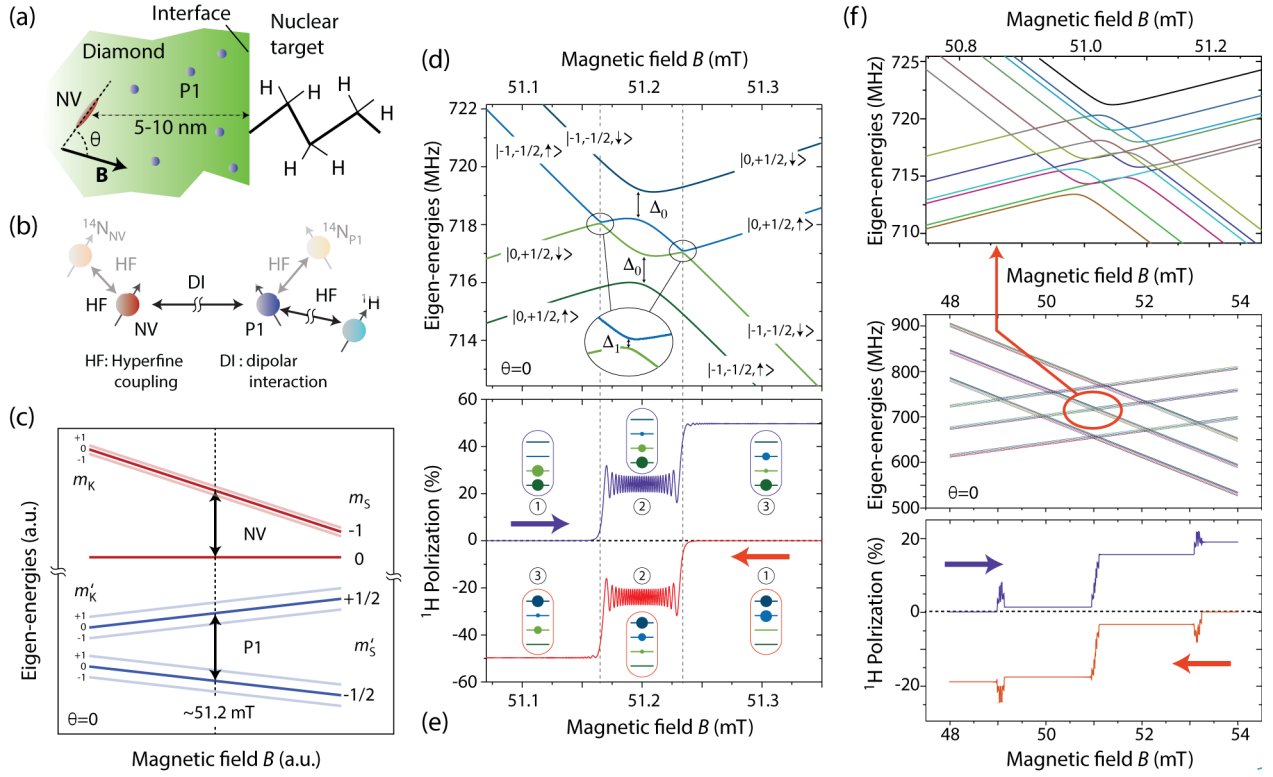 (a)
Interface
Nuclear target
Diamond
P1
NV
5-10 nm
θ
B
H H H
H H H
(b)
14NNV
14NP1
HF
HF
DI
HF
HF
1H
NV
P1
HF: Hyperfine coupling
DI : dipolar interaction
(c)
Eigen-energies (a.u.)
+1
0
-1
mK
mS
-1
NV
0
m'K
+1
0
-1
+1/2
P1
m'S
+1
0
-1
-1/2
θ=0
~51.2 mT
Magnetic field B (a.u.)
(d)
Magnetic field B (mT)
51.1 51.2 51.3
Eigen-energies (MHz)
722
720
718
716
714
|-1,-1/2,↑>
|-1,-1/2,↓>
|0,+1/2,↓>
Δ0
|0,+1/2,↑>
|0,+1/2,↓>
Δ0
|0,+1/2,↑>
Δ1
|-1,-1/2,↓>
|-1,-1/2,↑>
θ=0
1H Polrization (%)
60
40
20
0
-20
-40
-60
1 2 3
3 2 1
51.1 51.2 51.3
Magnetic field B (mT)
(e)
(f)
Magnetic field B (mT)
50.8 51.0 51.2
Eigen-energies (MHz)
725
720
715
710
Magnetic field B (mT)
48 50 52 54
Eigen-energies (MHz)
900
800
700
600
500
θ=0
1H Polrization (%)
20
0
-20
48 49 50 51 52 53 54
Magnetic field B (mT)